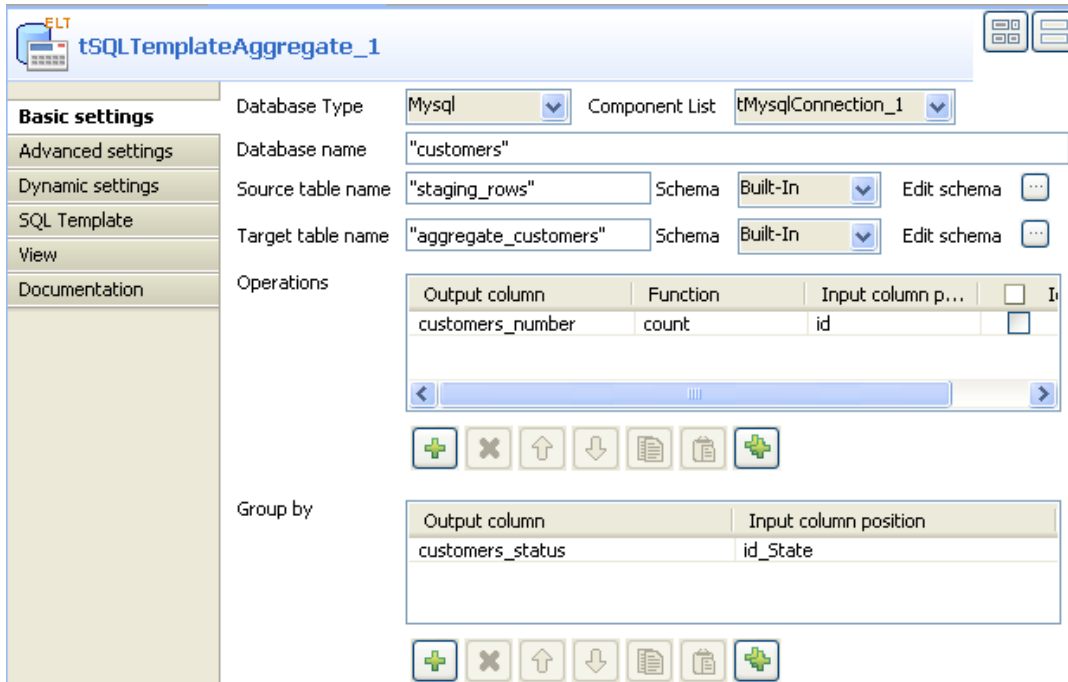 ELT
tSQLTemplateAggregate_1
Basic settings
Advanced settings
Dynamic settings
SQL Template
View
Documentation
Database Type Mysql Component List tMysqlConnection_1
Database name "customers"
Source table name "staging_rows" Schema Built-In Edit schema ...
Target table name "aggregate_customers" Schema Built-In Edit schema ...
Operations
Output column Function Input column p...
customers_number count id
Group by
Output column Input column position
customers_status id_State